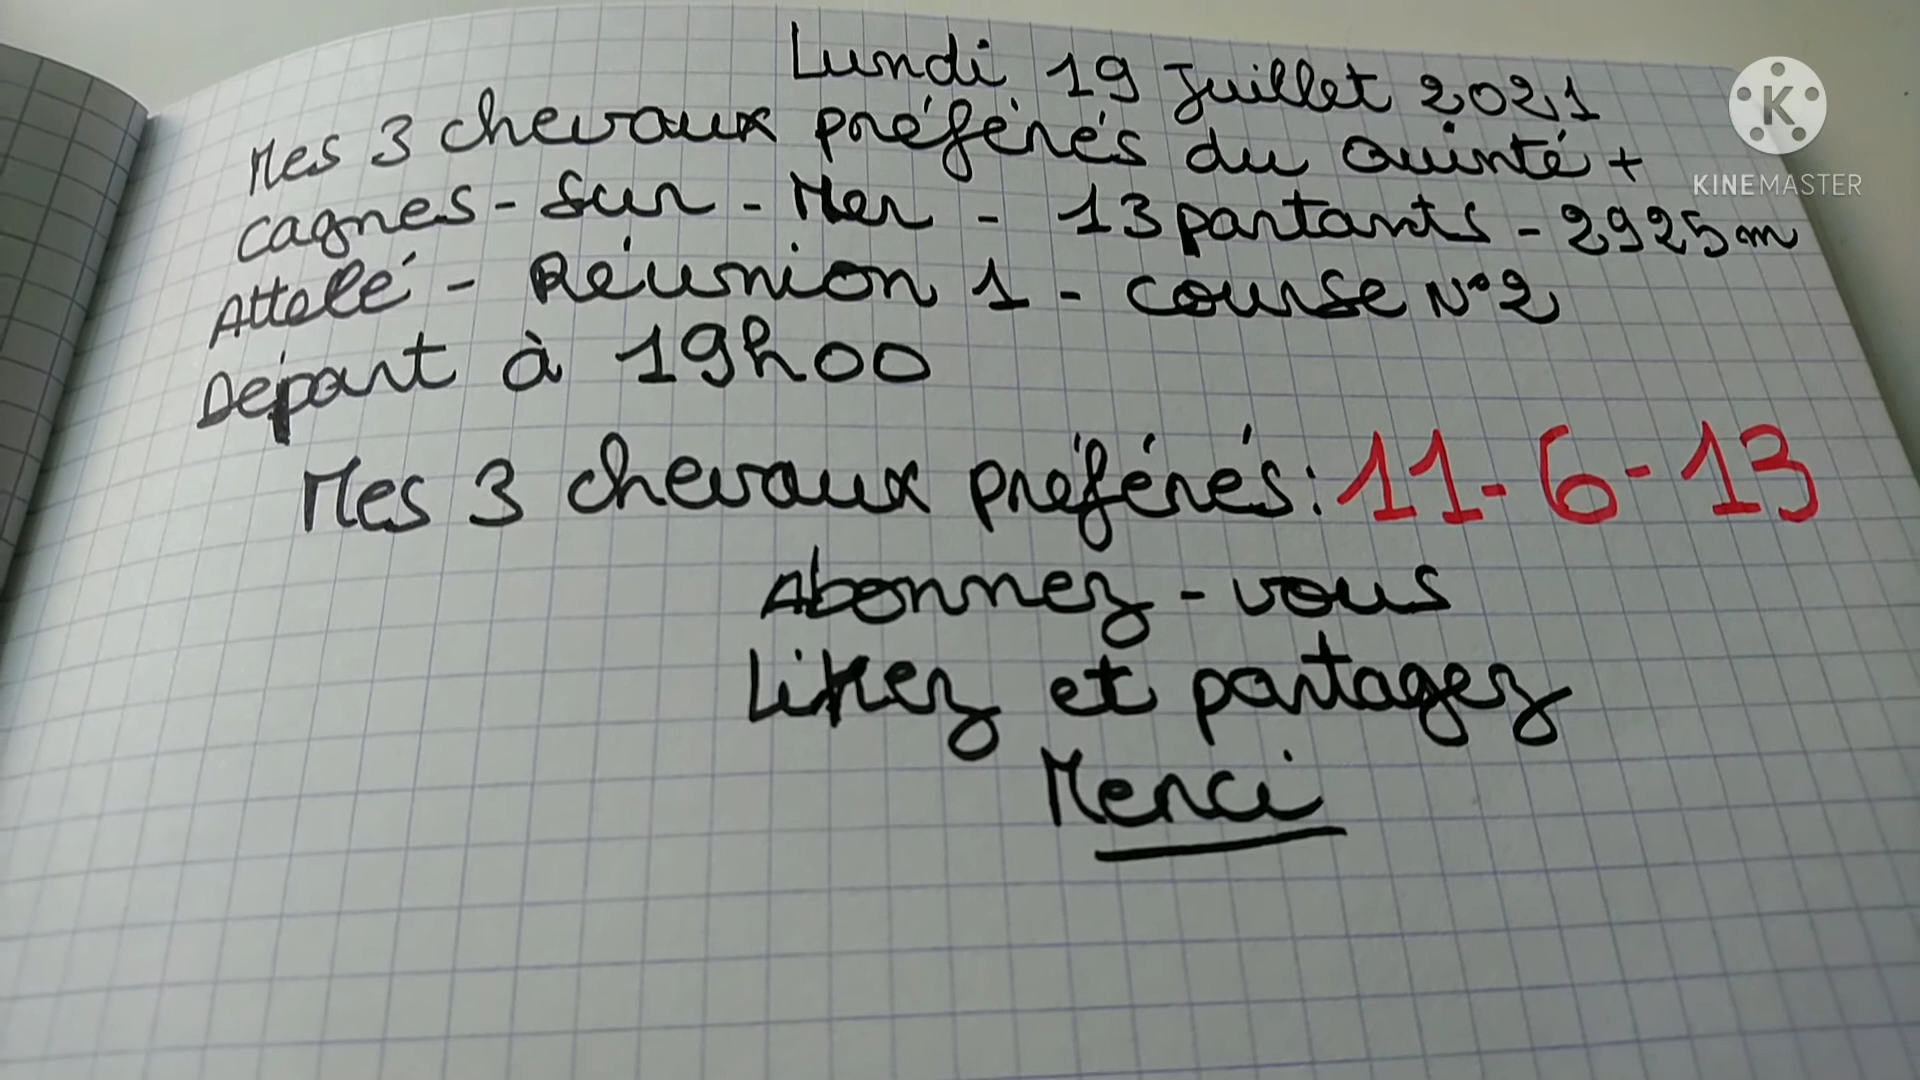 Lundi 19 Juillet 2021
Mes 3 chevaux préférés du Quinté +
Cagnes-Sur-Mer - 13 partants - 2925m
Attelé - Réunion 1 - course N°2
Départ à 19h00
Mes 3 chevaux préférés: 11-6-13
Abonnez-vous
Likez et partagez
Merci
K
KINEMASTER